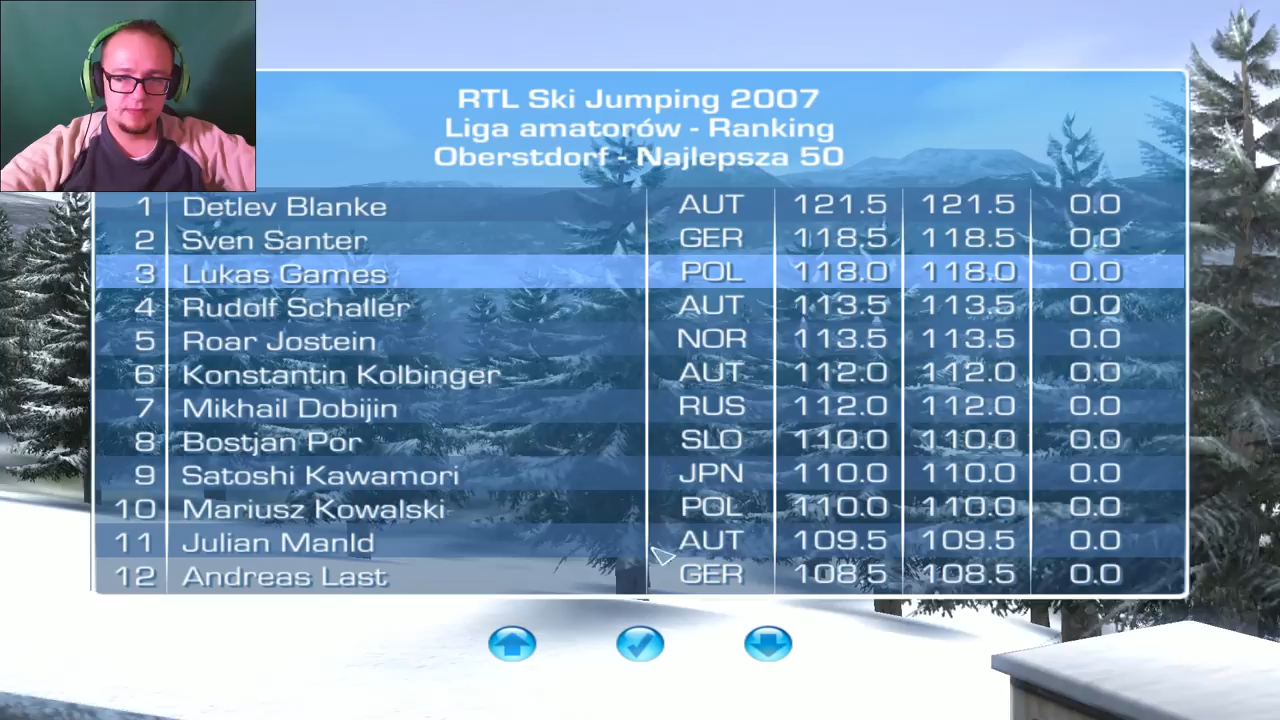 RTL Ski Jumping 2007
Liga amatorów - Ranking
Oberstdorf - Najlepsza 50
1 Detlev Blanke AUT 121.5 121.5 0.0
2 Sven Santer GER 118.5 118.5 0.0
3 Lukas Games POL 118.0 118.0 0.0
4 Rudolf Schaller AUT 113.5 113.5 0.0
5 Roar Jostein NOR 113.5 113.5 0.0
6 Konstantin Kolbinger AUT 112.0 112.0 0.0
7 Mikhail Dobijin RUS 112.0 112.0 0.0
8 Bostjan Por SLO 110.0 110.0 0.0
9 Satoshi Kawamori JPN 110.0 110.0 0.0
10 Mariusz Kowalski POL 110.0 110.0 0.0
11 Julian Manld AUT 109.5 109.5 0.0
12 Andreas Last GER 108.5 108.5 0.0